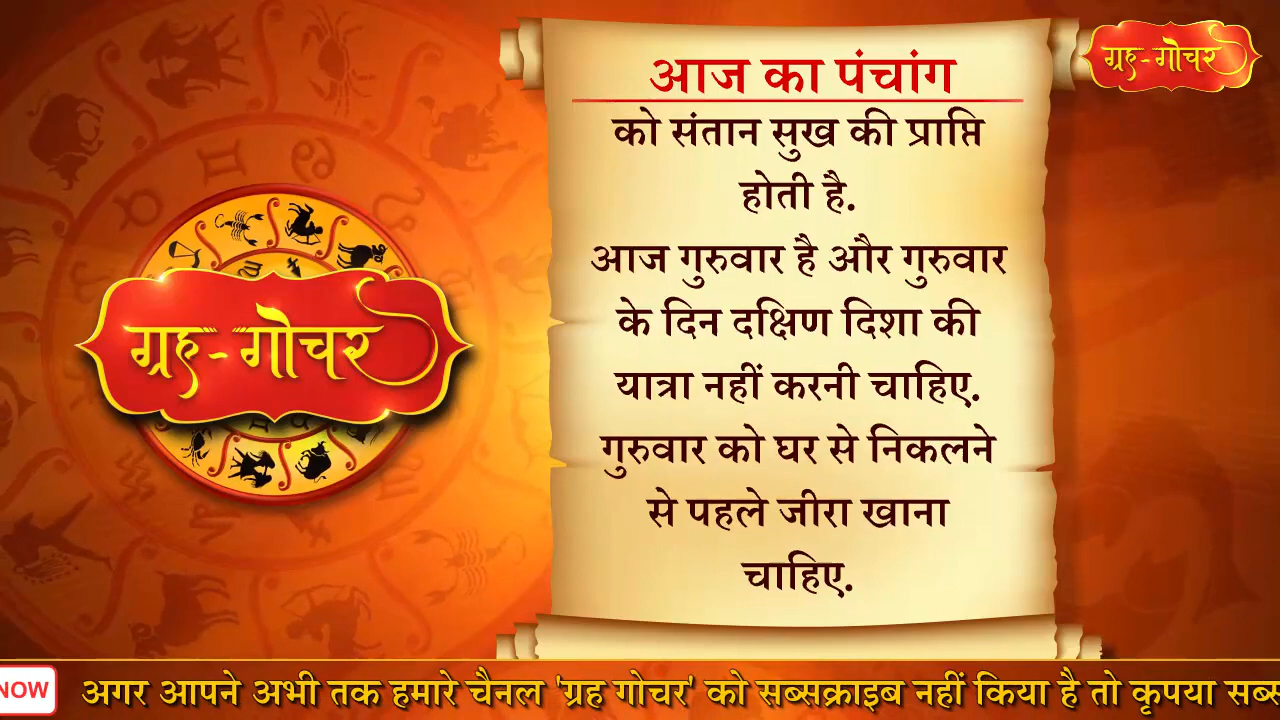 आज का पंचांग
ग्रह-गोचर
को संतान सुख की प्राप्ति
होती है.
आज गुरुवार है और गुरुवार
के दिन दक्षिण दिशा की
यात्रा नहीं करनी चाहिए.
गुरुवार को घर से निकलने
से पहले जीरा खाना
चाहिए.
ग्रह-गोचर
NOW अगर आपने अभी तक हमारे चैनल 'ग्रह गोचर' को सब्सक्राइब नहीं किया है तो कृपया सब्स